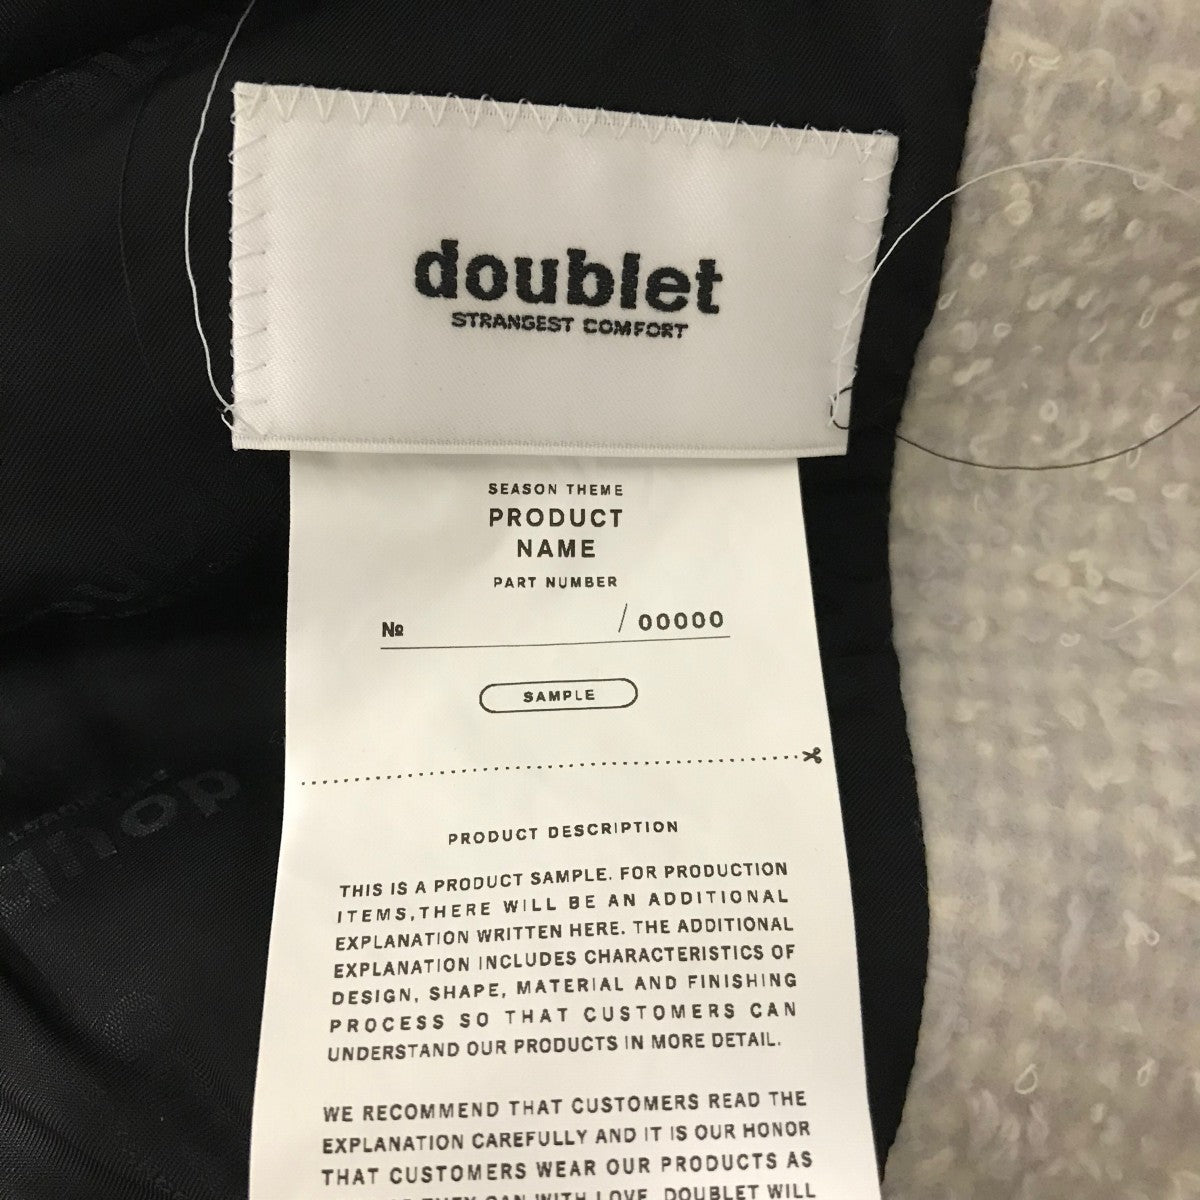 doublet
STRANGEST COMFORT
SEASON THEME
PRODUCT
NAME
PART NUMBER
№ / 00000
SAMPLE
PRODUCT DESCRIPTION
THIS IS A PRODUCT SAMPLE. FOR PRODUCTION
ITEMS,THERE WILL BE AN ADDITIONAL
EXPLANATION WRITTEN HERE. THE ADDITIONAL
EXPLANATION INCLUDES CHARACTERISTICS OF
DESIGN, SHAPE, MATERIAL AND FINISHING
PROCESS SO THAT CUSTOMERS CAN
UNDERSTAND OUR PRODUCTS IN MORE DETAIL.
WE RECOMMEND THAT CUSTOMERS READ THE
EXPLANATION CAREFULLY AND IT IS OUR HONOR
THAT CUSTOMERS WEAR OUR PRODUCTS AS
THEY CAN WITH LOVE. DOUBLET WILL